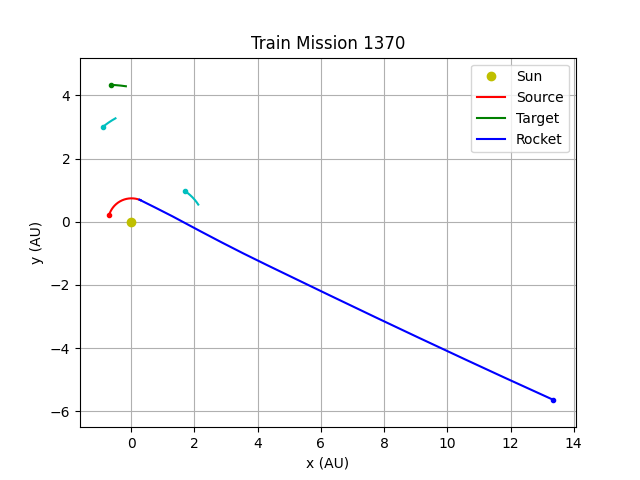 Train Mission 1370
Sun
Source
Target
Rocket
y (AU)
4
2
0
−2
−4
−6
0
2
4
6
8
10
12
14
x (AU)